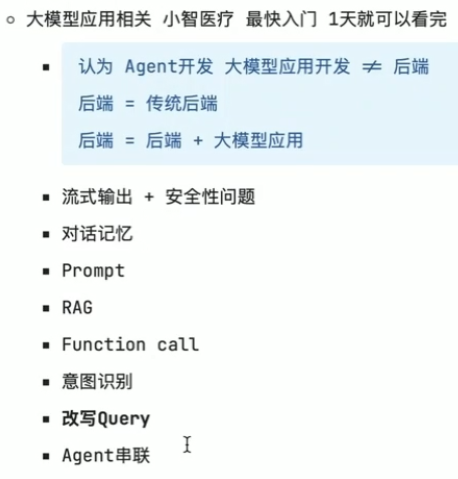 大模型应用相关 小智医疗 最快入门 1天就可以看完
认为 Agent开发 大模型应用开发 ≠ 后端
后端 = 传统后端
后端 = 后端 + 大模型应用
流式输出 + 安全性问题
对话记忆
Prompt
RAG
Function call
意图识别
改写Query
Agent串联